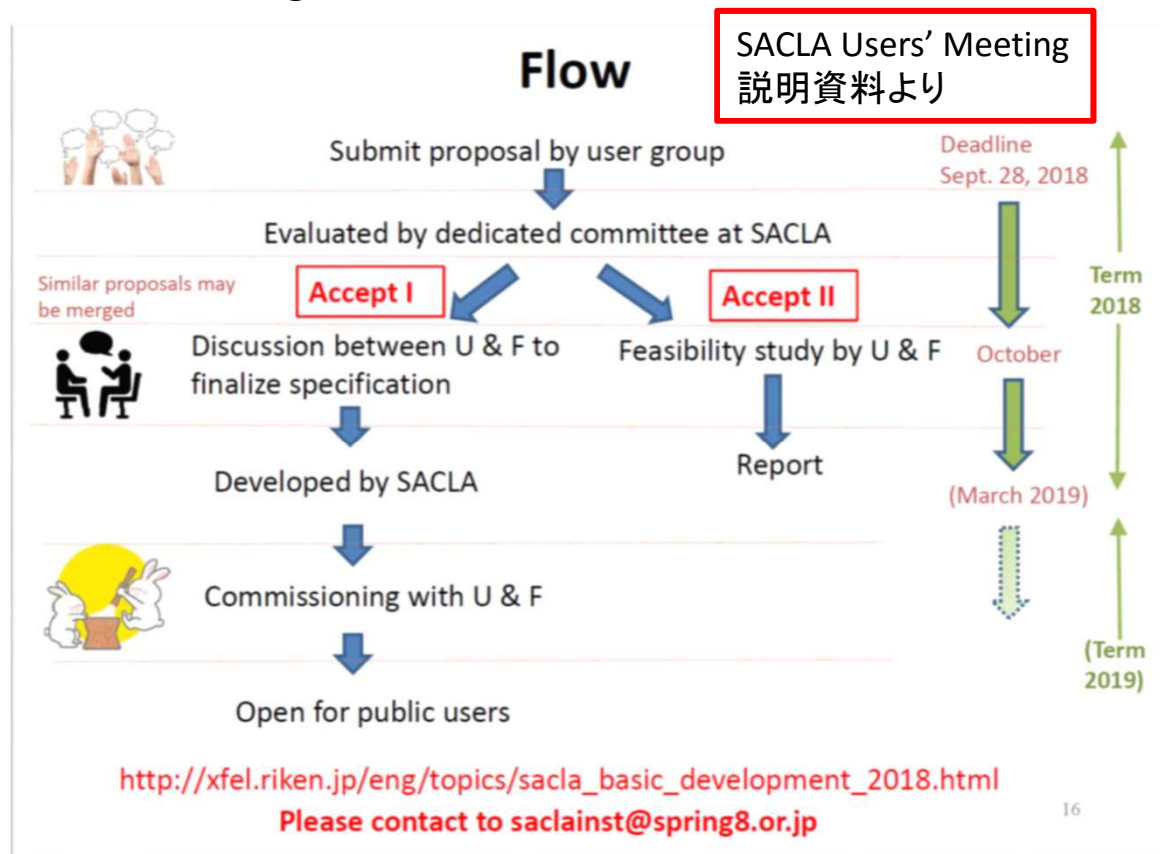 SACLA Users’ Meeting
説明資料より
Flow
Submit proposal by user group
Deadline
Sept. 28, 2018
Evaluated by dedicated committee at SACLA
Similar proposals may
be merged
Accept I
Accept II
Term
2018
Discussion between U & F to
finalize specification
Feasibility study by U & F
October
Developed by SACLA
Report
(March 2019)
Commissioning with U & F
(Term
2019)
Open for public users
http://xfel.riken.jp/eng/topics/sacla_basic_development_2018.html
Please contact to saclainst@spring8.or.jp
16